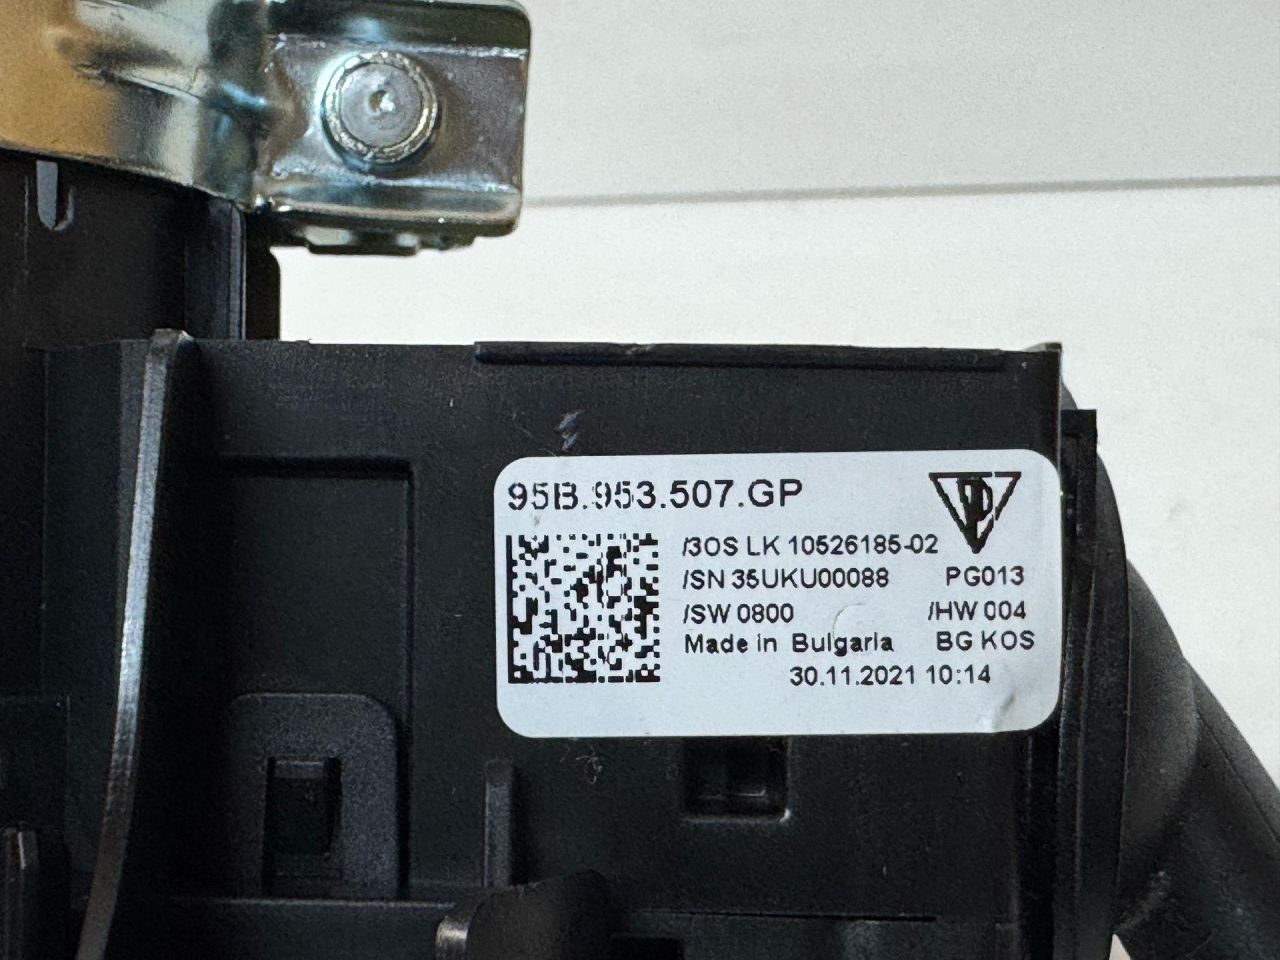 95B.953.507.GP
/3OS LK 10526185-02
/SN 35UKU00088 PG013
/SW 0800 /HW 004
Made in Bulgaria BG KOS
30.11.2021 10:14